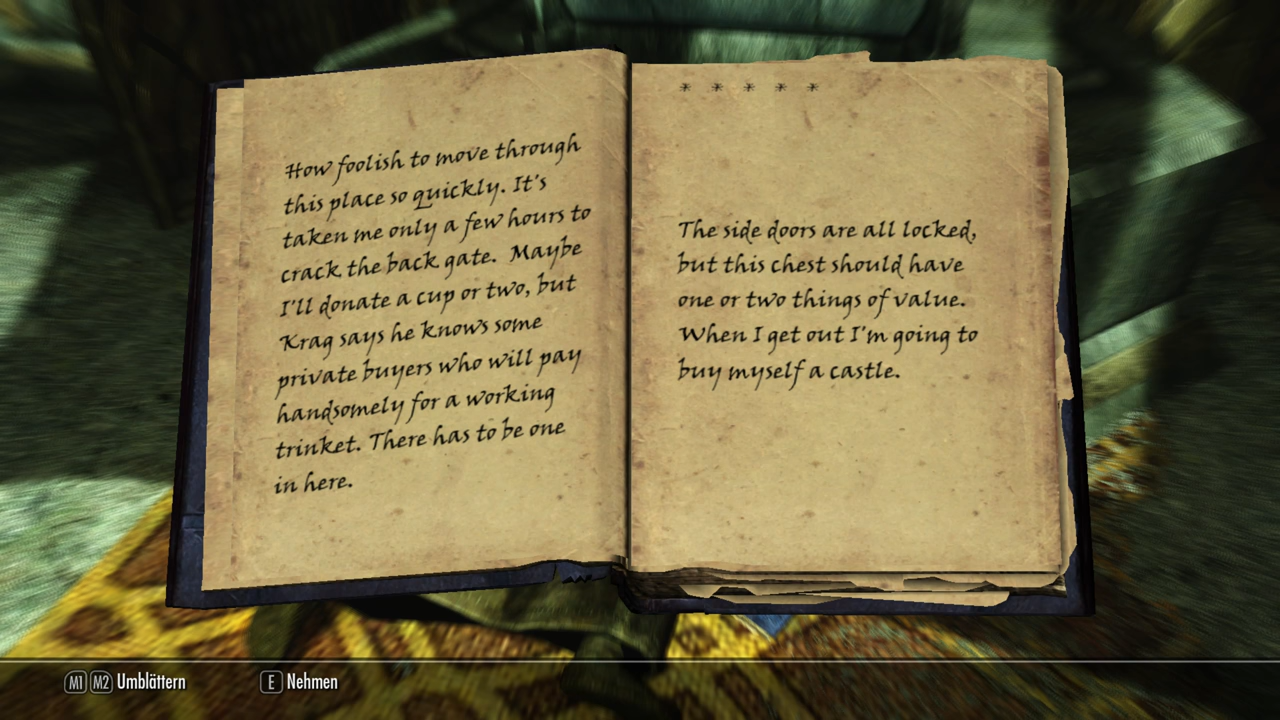 How foolish to move through
this place so quickly. It's
taken me only a few hours to
crack the back gate. Maybe
I'll donate a cup or two, but
Krag says he knows some
private buyers who will pay
handsomely for a working
trinket. There has to be one
in here.
* * * * *
The side doors are all locked,
but this chest should have
one or two things of value.
When I get out I'm going to
buy myself a castle.
M1 M2 Umblättern E Nehmen